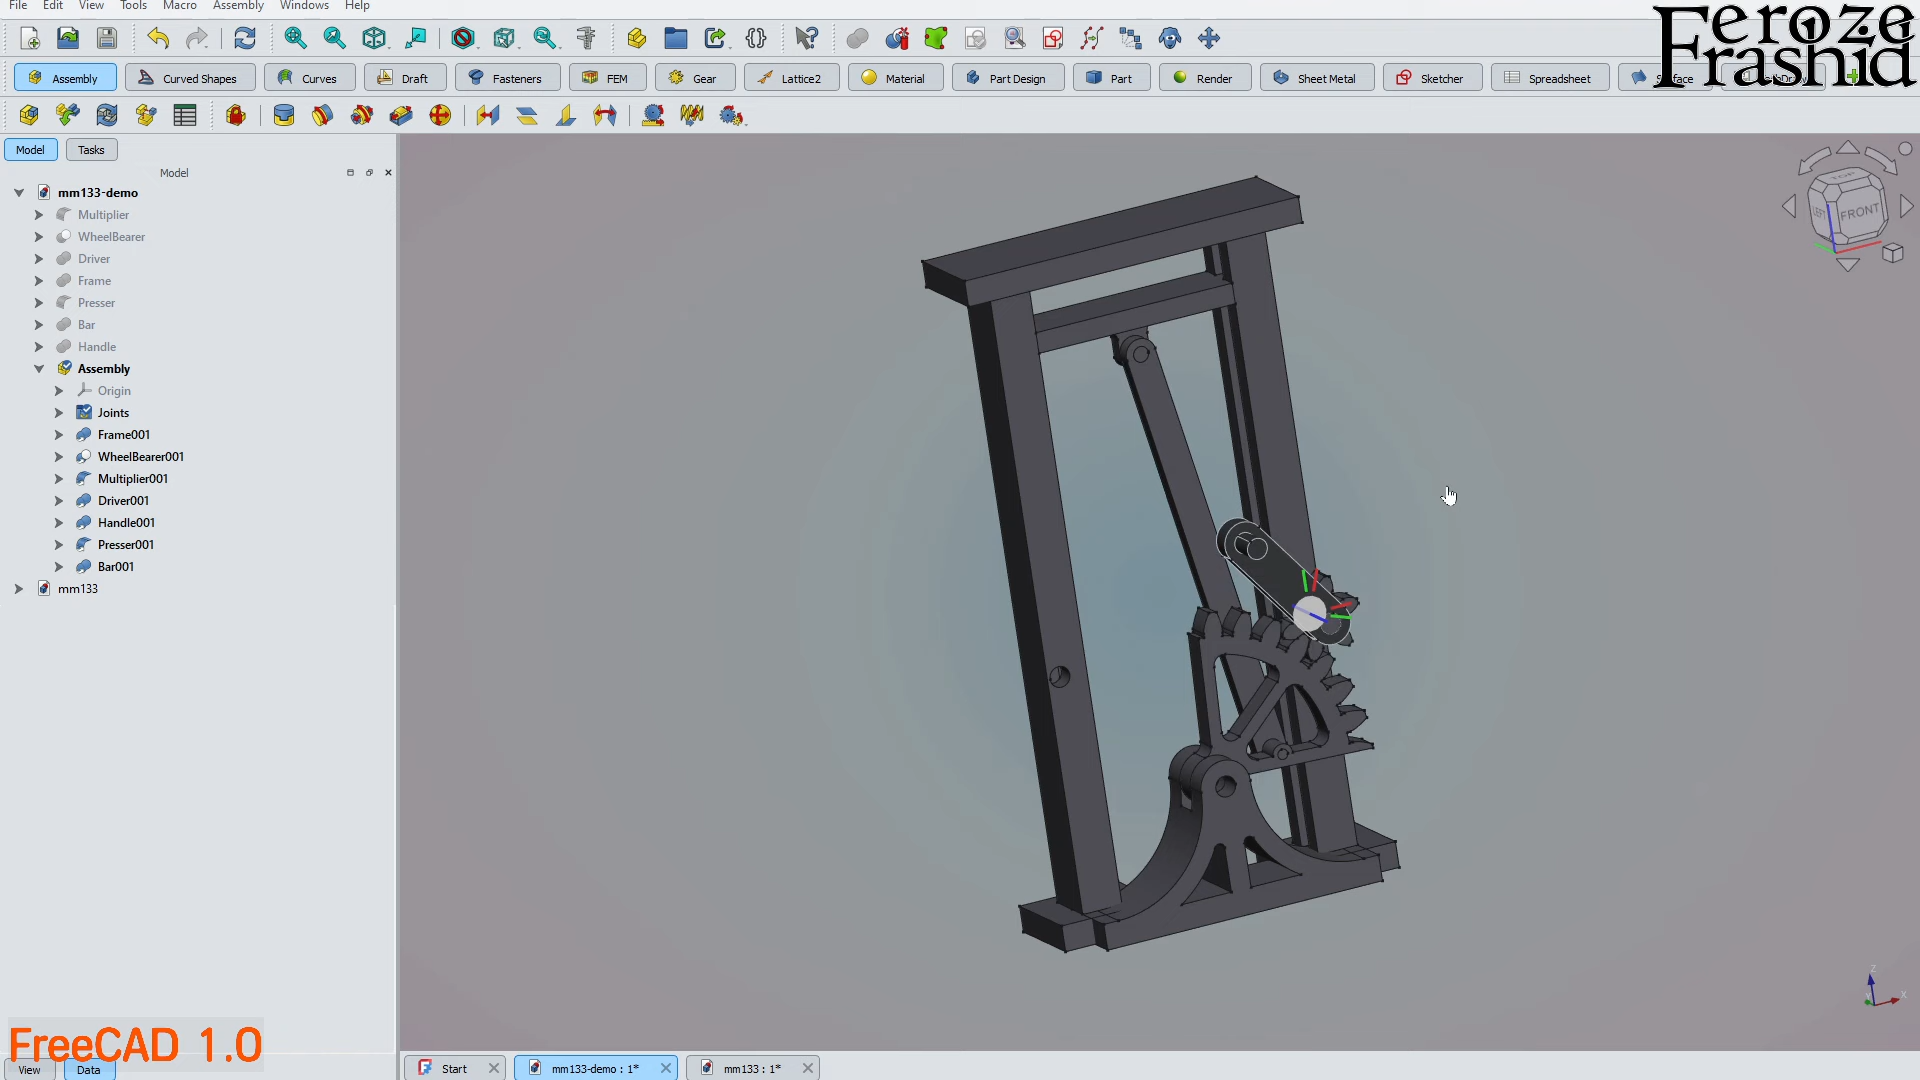 File Edit View Tools Macro Assembly Windows Help
Feroze
Frashid
Assembly Curved Shapes Curves Draft Fasteners FEM Gear Lattice2 Material Part Design Part Render Sheet Metal Sketcher Spreadsheet
Model Tasks
Model
mm133-demo
Multiplier
WheelBearer
Driver
Frame
Presser
Bar
Handle
Assembly
Origin
Joints
Frame001
WheelBearer001
Multiplier001
Driver001
Handle001
Presser001
Bar001
mm133
TOP
LEFT
FRONT
Z
X
FreeCAD 1.0
View Data
Start mm133-demo : 1* mm133 : 1*